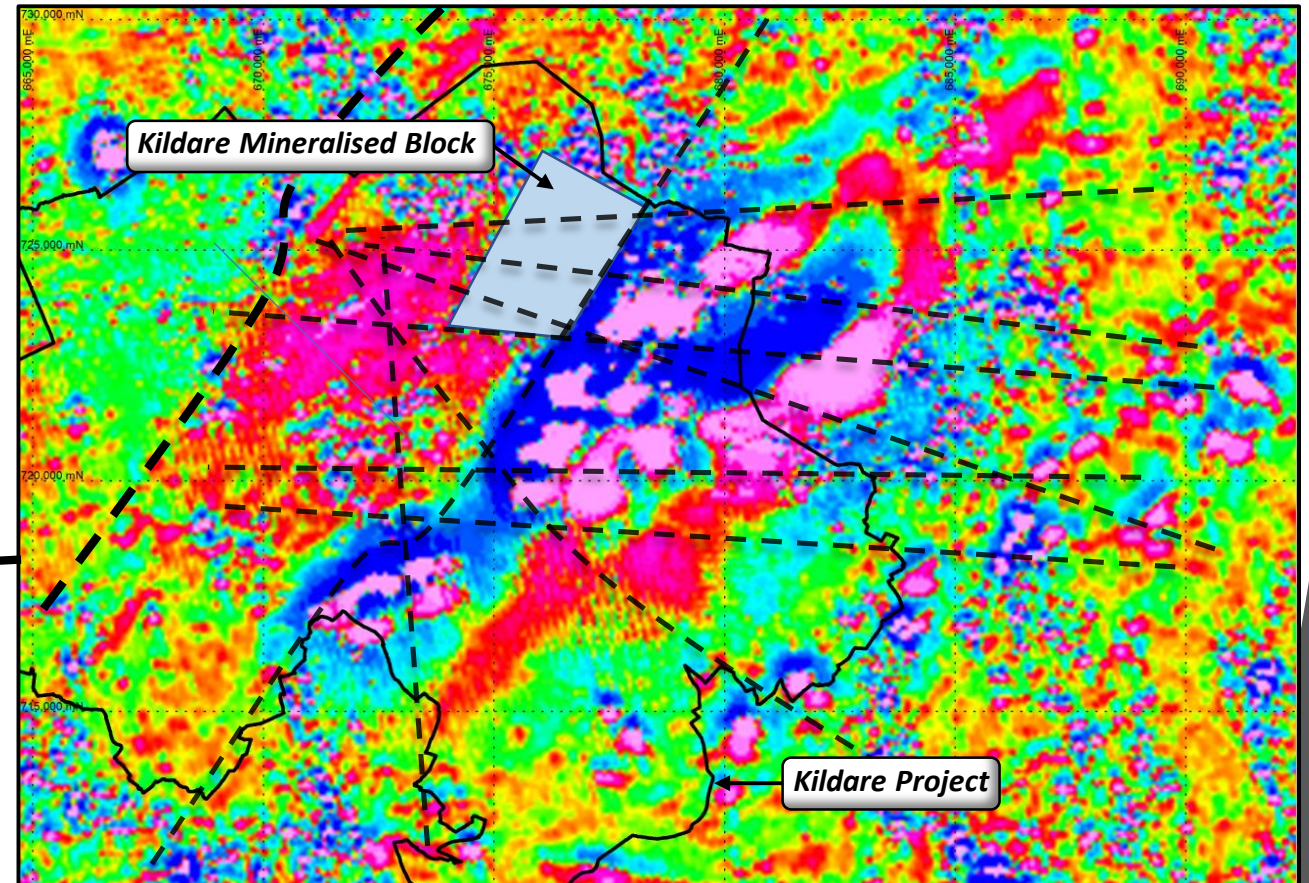 730,000 mN
665,000 mE
670,000 mE
675,000 mE
680,000 mE
685,000 mE
690,000 mE
Kildare Mineralised Block
725,000 mN
720,000 mN
715,000 mN
Kildare Project